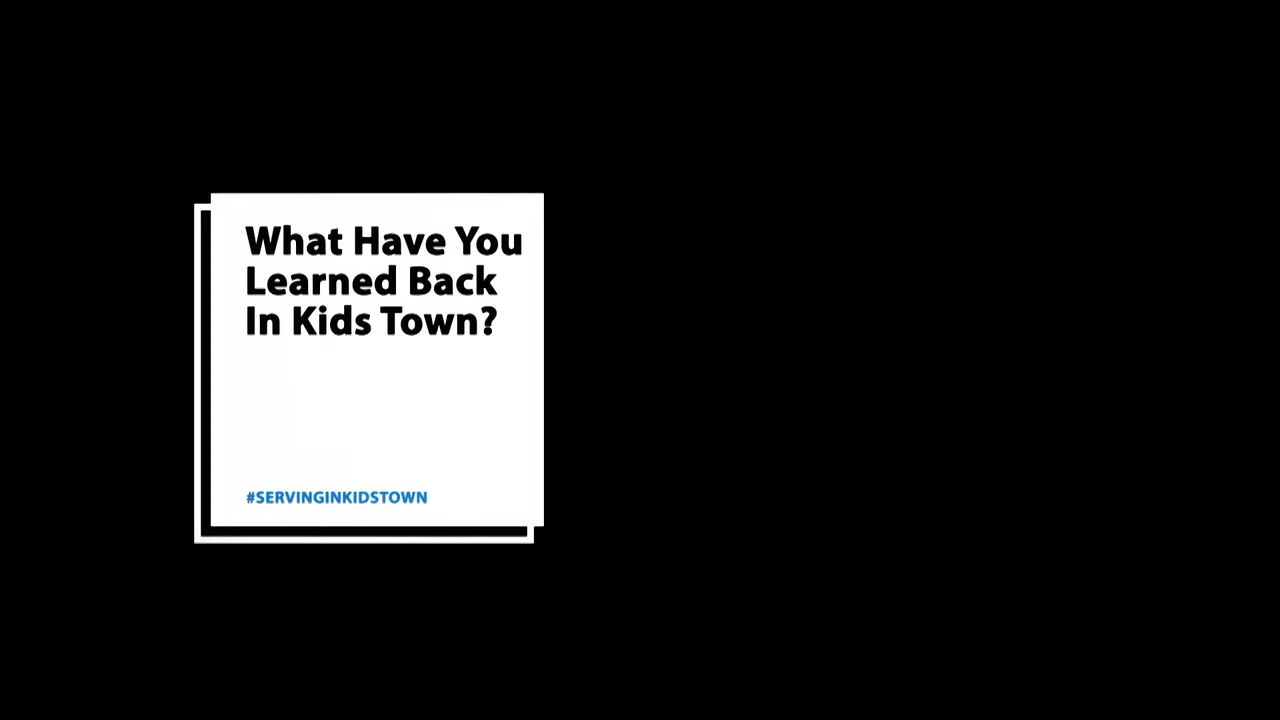 What Have You
Learned Back
In Kids Town?
#SERVINGINKIDSTOWN